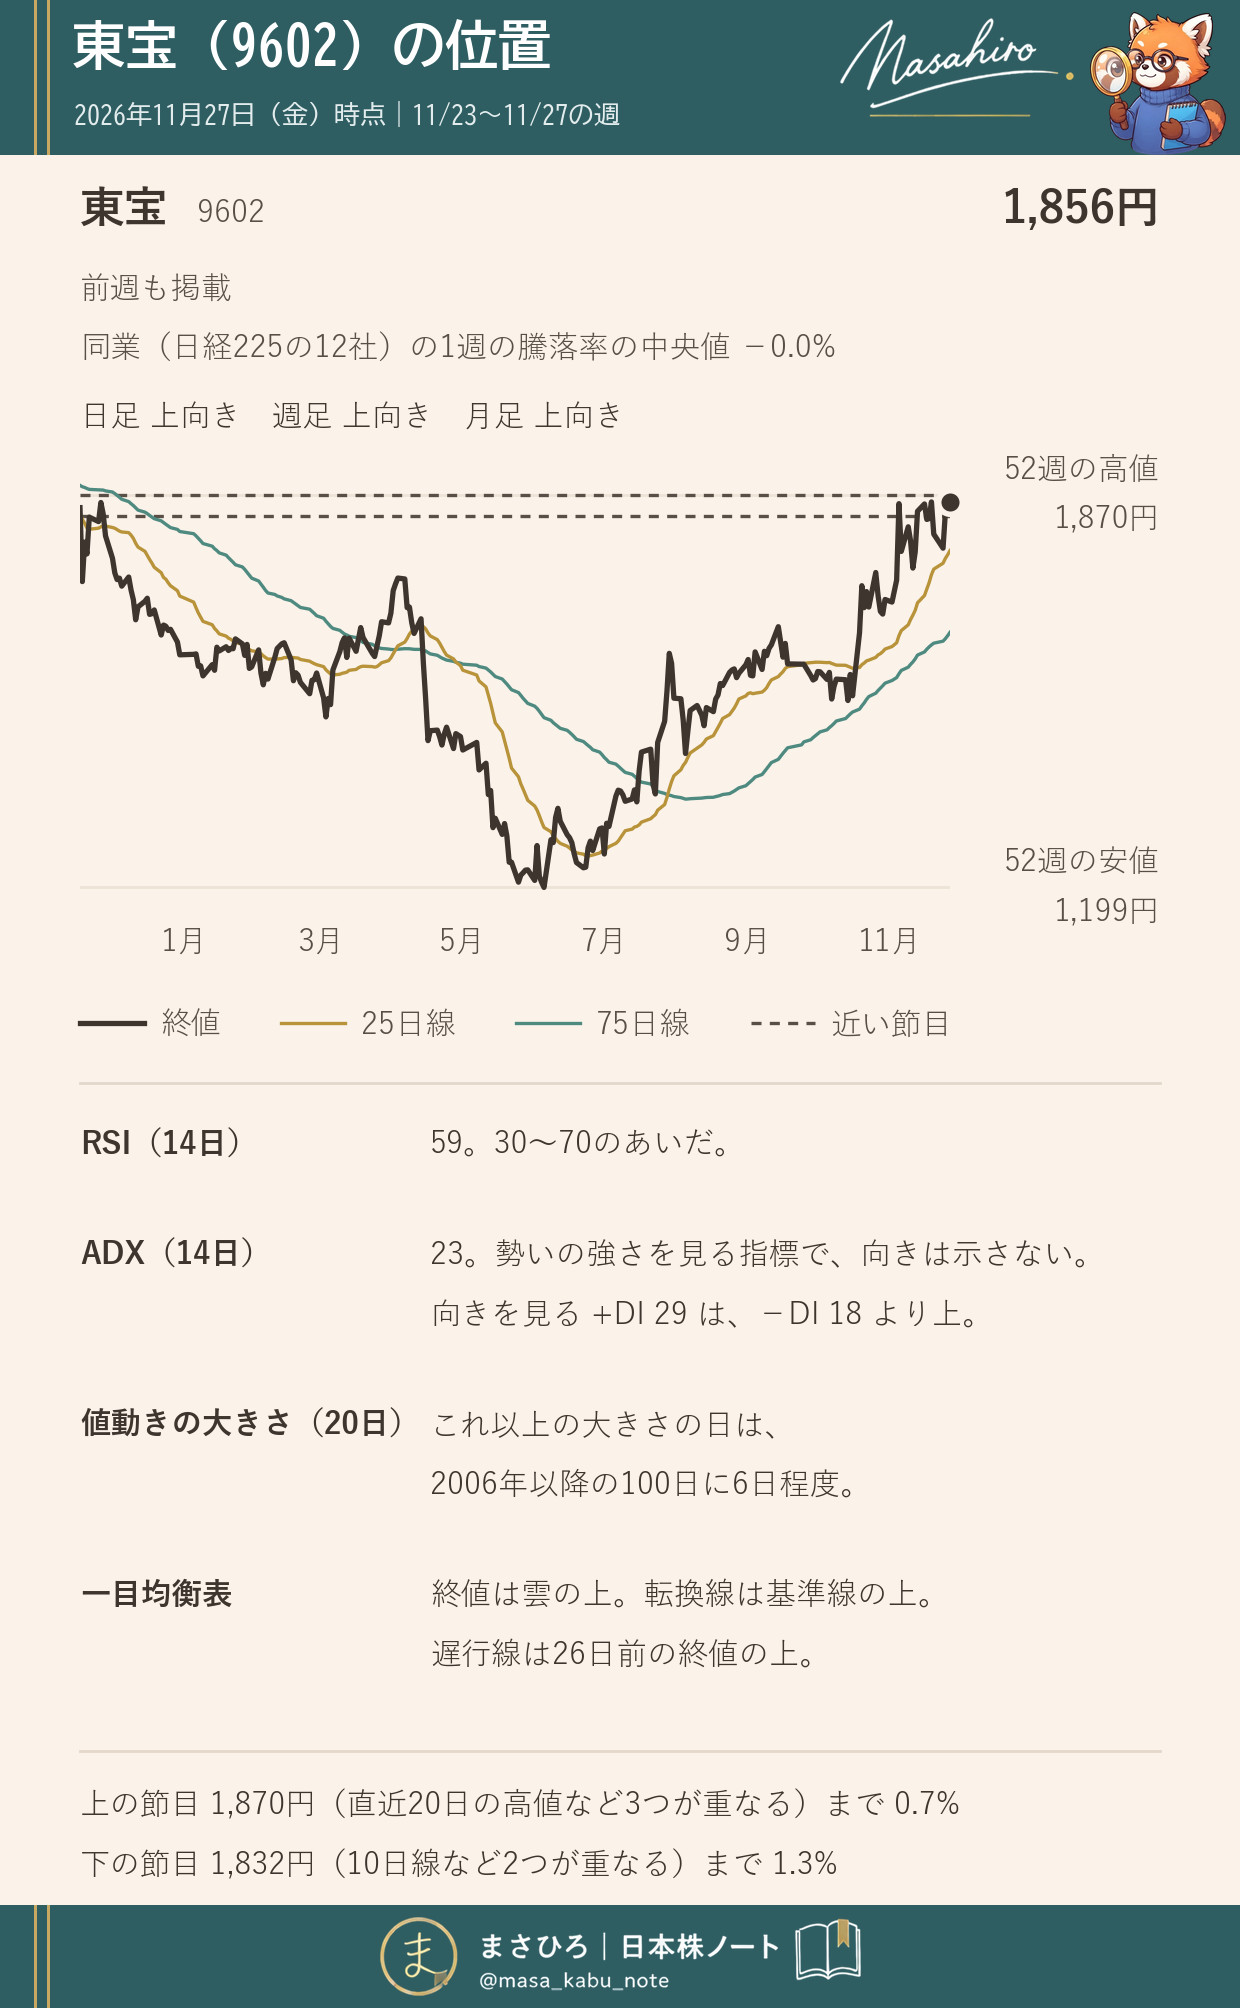 東宝（9602）の位置
2026年11月27日（金）時点｜11/23〜11/27の週
Masahiro
東宝 9602 1,856円
前週も掲載
同業（日経225の12社）の1週の騰落率の中央値 −0.0%
日足 上向き 週足 上向き 月足 上向き
52週の高値
1,870円
52週の安値
1,199円
1月 3月 5月 7月 9月 11月
終値 25日線 75日線 近い節目
RSI（14日） 59。30〜70のあいだ。
ADX（14日） 23。勢いの強さを見る指標で、向きは示さない。
向きを見る +DI 29 は、−DI 18 より上。
値動きの大きさ（20日） これ以上の大きさの日は、
2006年以降の100日に6日程度。
一目均衡表 終値は雲の上。転換線は基準線の上。
遅行線は26日前の終値の上。
上の節目 1,870円（直近20日の高値など3つが重なる）まで 0.7%
下の節目 1,832円（10日線など2つが重なる）まで 1.3%
ま まさひろ｜日本株ノート
@masa_kabu_note